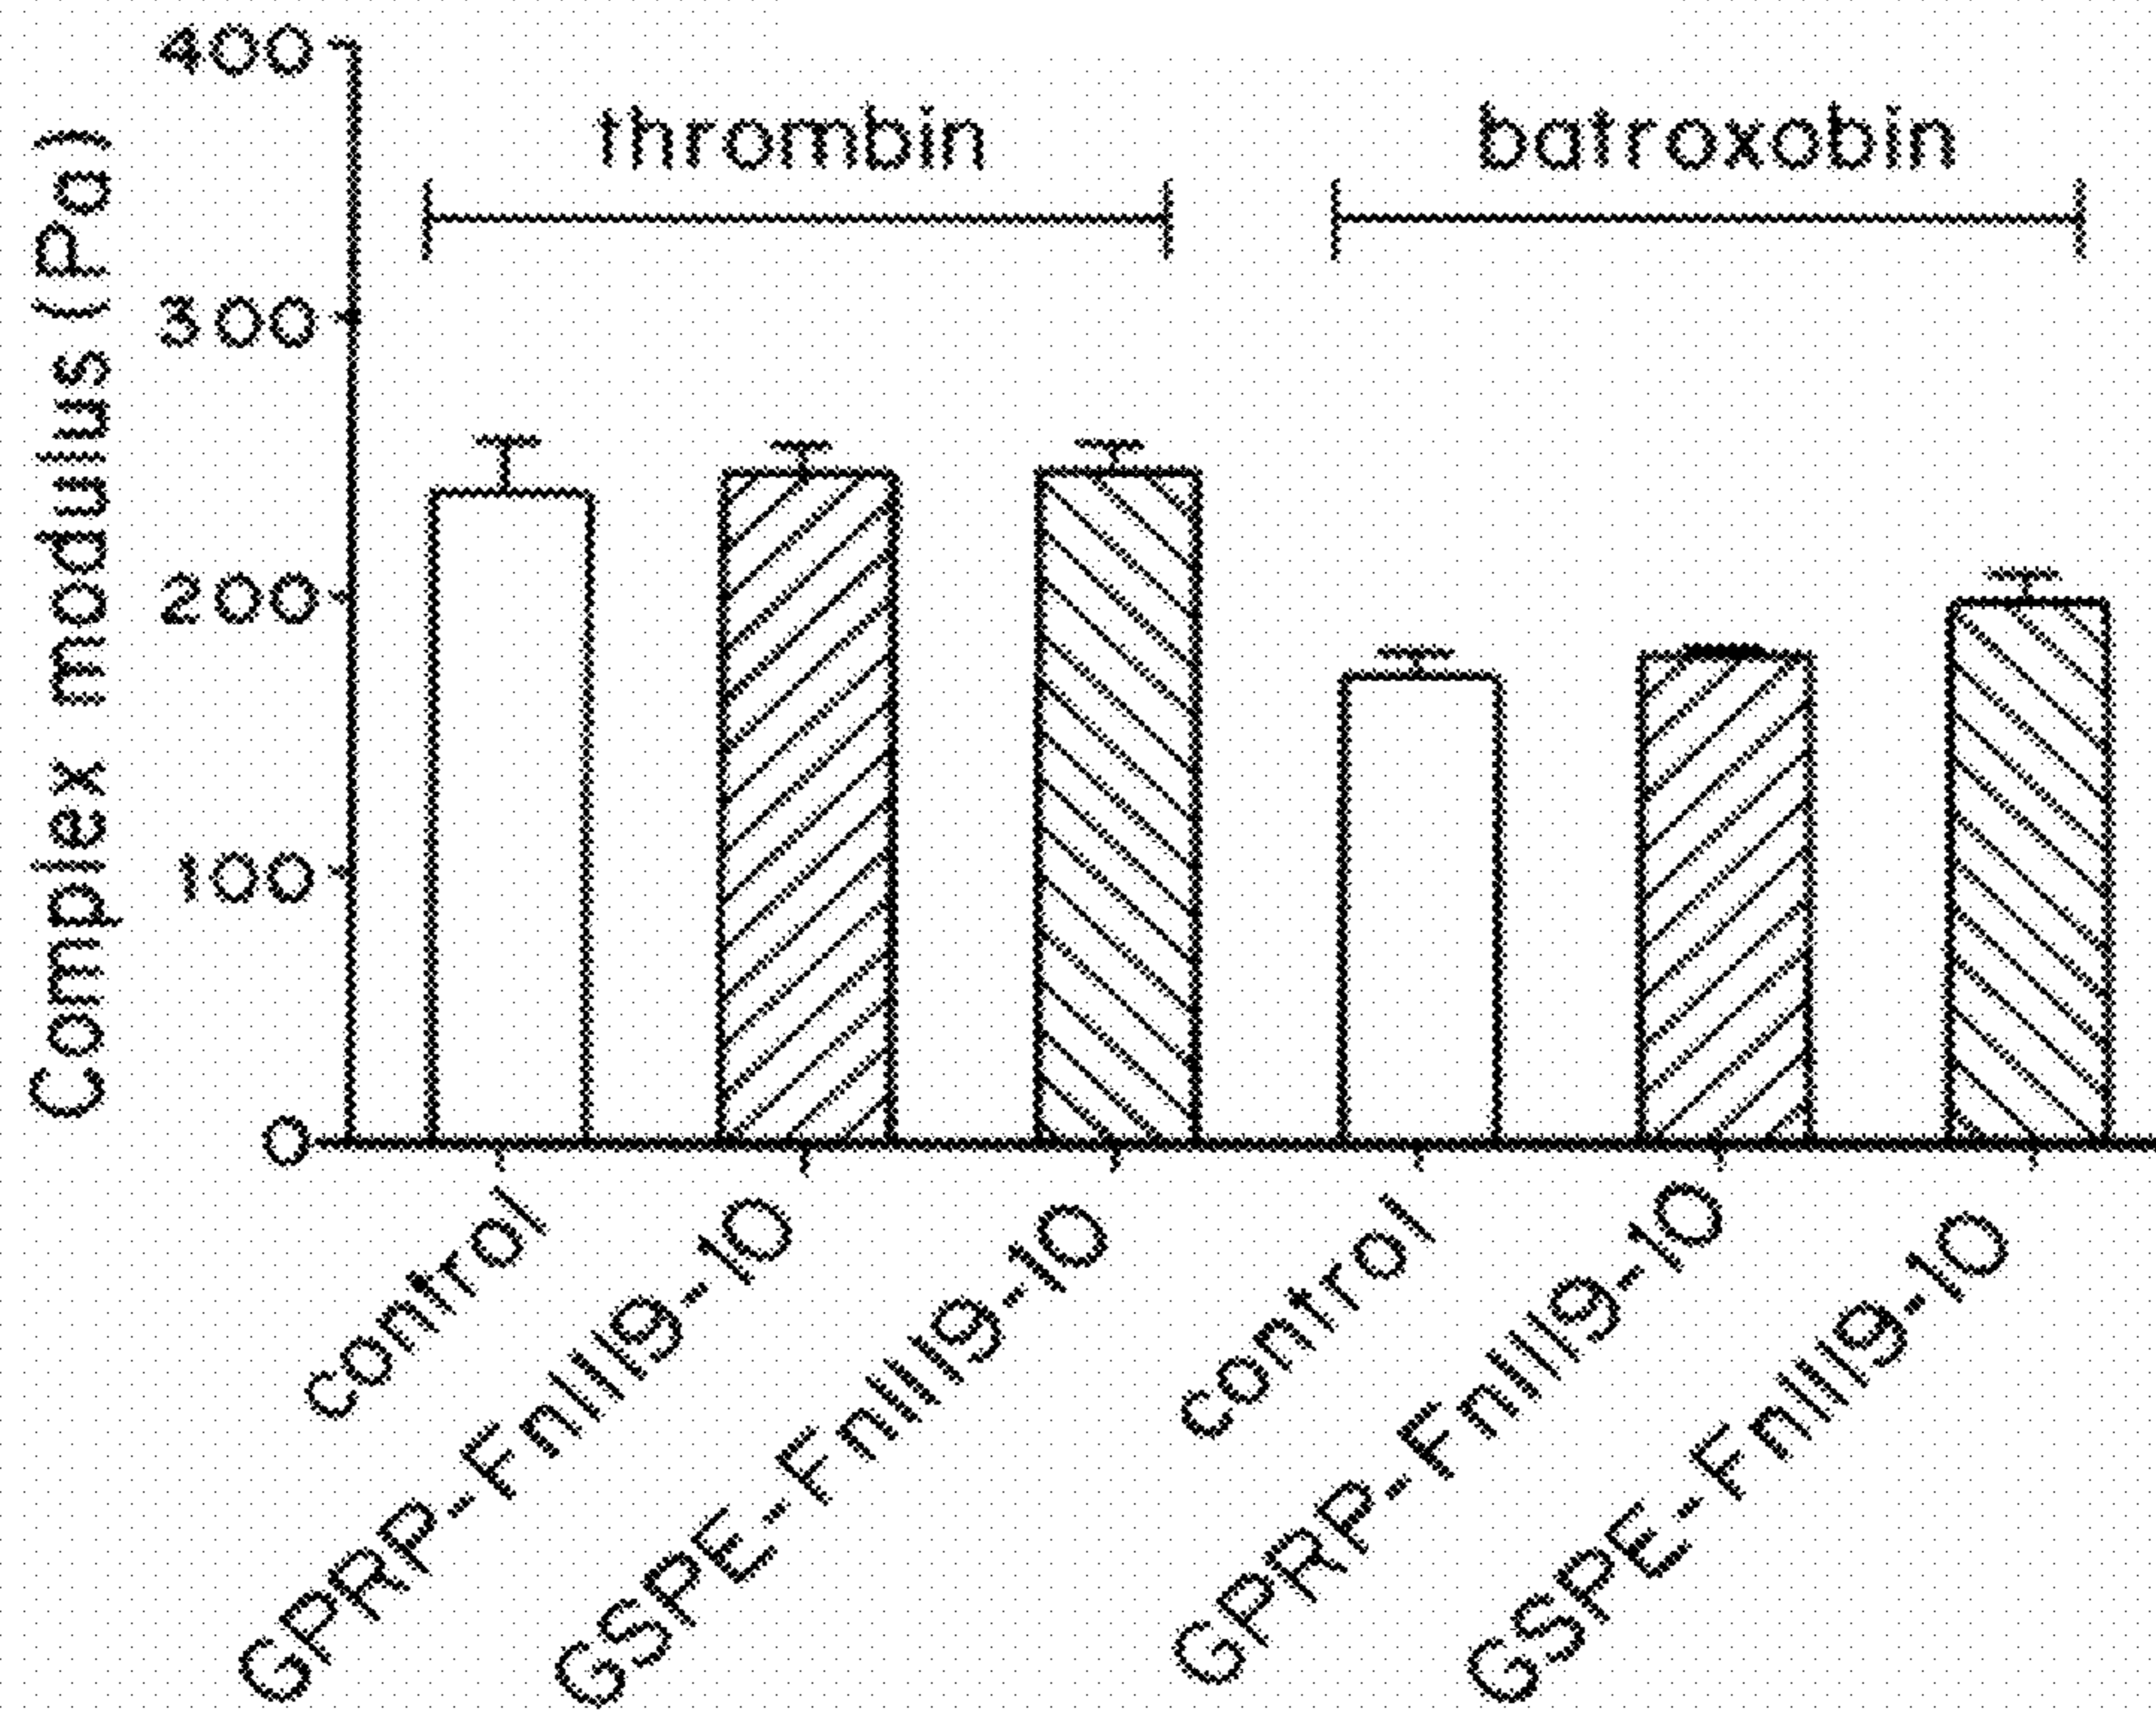 Complex modulus (Pa)
400
300
200
100
0
thrombin
batroxobin
control
GPRP-FnIII9-10
GSPE-FnIII9-10
control
GPRP-FnIII9-10
GSPE-FnIII9-10